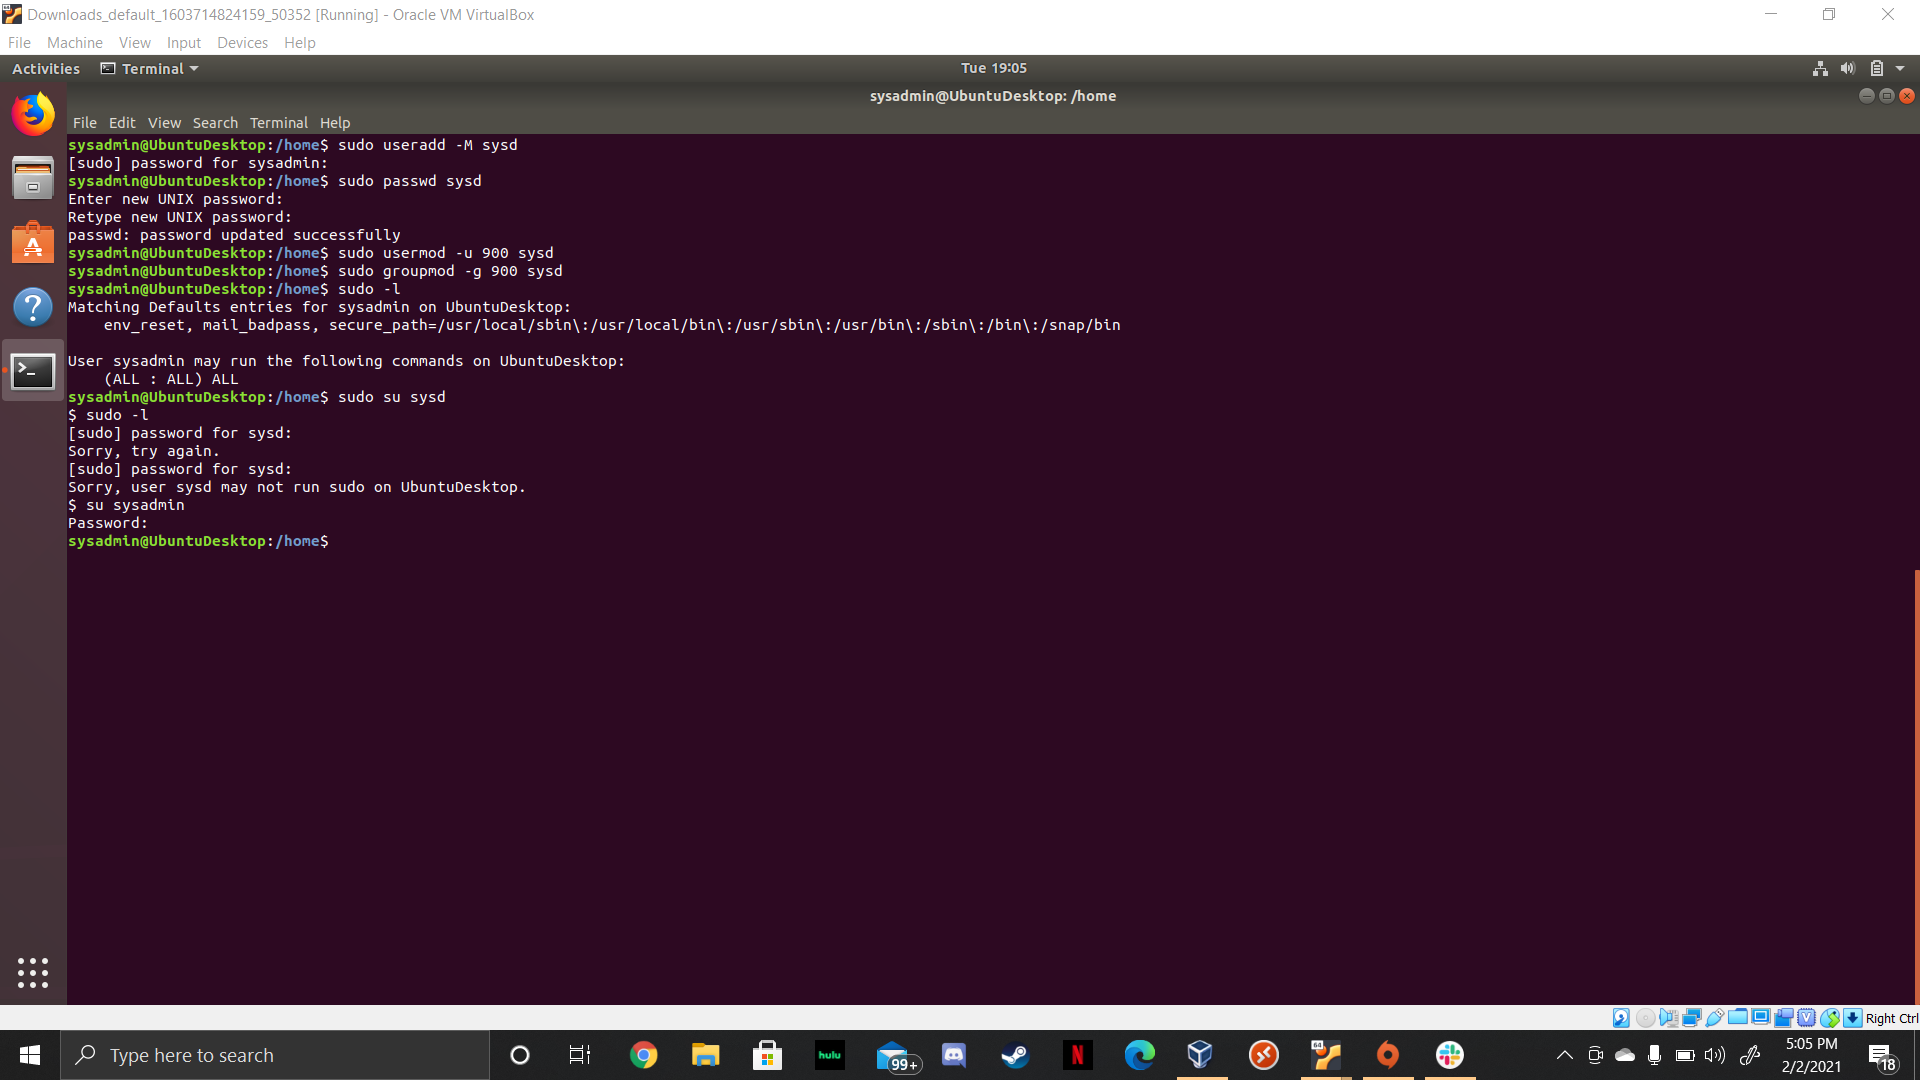 Downloads_default_1603714824159_50352 [Running] - Oracle VM VirtualBox
File Machine View Input Devices Help
Activities Terminal Tue 19:05
sysadmin@UbuntuDesktop: /home
File Edit View Search Terminal Help
sysadmin@UbuntuDesktop:/home$ sudo useradd -M sysd
[sudo] password for sysadmin:
sysadmin@UbuntuDesktop:/home$ sudo passwd sysd
Enter new UNIX password:
Retype new UNIX password:
passwd: password updated successfully
sysadmin@UbuntuDesktop:/home$ sudo usermod -u 900 sysd
sysadmin@UbuntuDesktop:/home$ sudo groupmod -g 900 sysd
sysadmin@UbuntuDesktop:/home$ sudo -l
Matching Defaults entries for sysadmin on UbuntuDesktop:
    env_reset, mail_badpass, secure_path=/usr/local/sbin\:/usr/local/bin\:/usr/sbin\:/usr/bin\:/sbin\:/bin\:/snap/bin
User sysadmin may run the following commands on UbuntuDesktop:
    (ALL : ALL) ALL
sysadmin@UbuntuDesktop:/home$ sudo su sysd
$ sudo -l
[sudo] password for sysd:
Sorry, try again.
[sudo] password for sysd:
Sorry, user sysd may not run sudo on UbuntuDesktop.
$ su sysadmin
Password:
sysadmin@UbuntuDesktop:/home$
Right Ctrl
Type here to search
hulu
99+
64
5:05 PM
2/2/2021
18